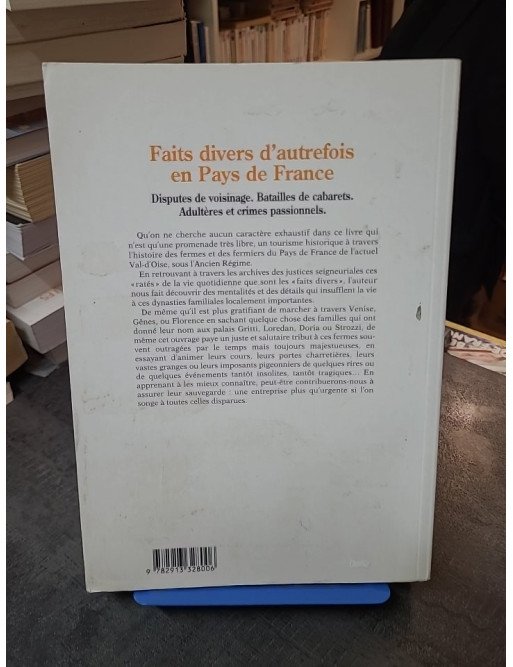 Faits divers d'autrefois
en Pays de France
Disputes de voisinage. Batailles de cabarets.
Adultères et crimes passionnels.
Qu'on ne cherche aucun caractère exhaustif dans ce livre qui
n'est qu'une promenade très libre, un tourisme historique à travers
l'histoire des fermes et des fermiers du Pays de France de l'actuel
Val-d'Oise, sous l'Ancien Régime.
En retrouvant à travers les archives des justices seigneuriales ces
«ratés» de la vie quotidienne que sont les «faits divers», l'auteur
nous fait découvrir des mentalités et des détails qui insufflent la vie
à ces dynasties familiales localement importantes.
De même qu'il est plus gratifiant de marcher à travers Venise,
Gênes, ou Florence en sachant quelque chose des familles qui ont
donné leur nom aux palais Gritti, Loredan, Doria ou Strozzi, de
même cet ouvrage paye un juste et salutaire tribut à ces fermes sou-
vent outragées par le temps mais toujours majestueuses, en
essayant d'animer leurs cours, leurs portes charretières, leurs
vastes granges ou leurs imposants pigeonniers de quelques rires ou
de quelques événements tantôt insolites, tantôt tragiques... En
apprenant à les mieux connaître, peut-être contribuerons-nous à
assurer leur sauvegarde : une entreprise plus qu'urgente si l'on
songe à toutes celles disparues.
9 782913 328006